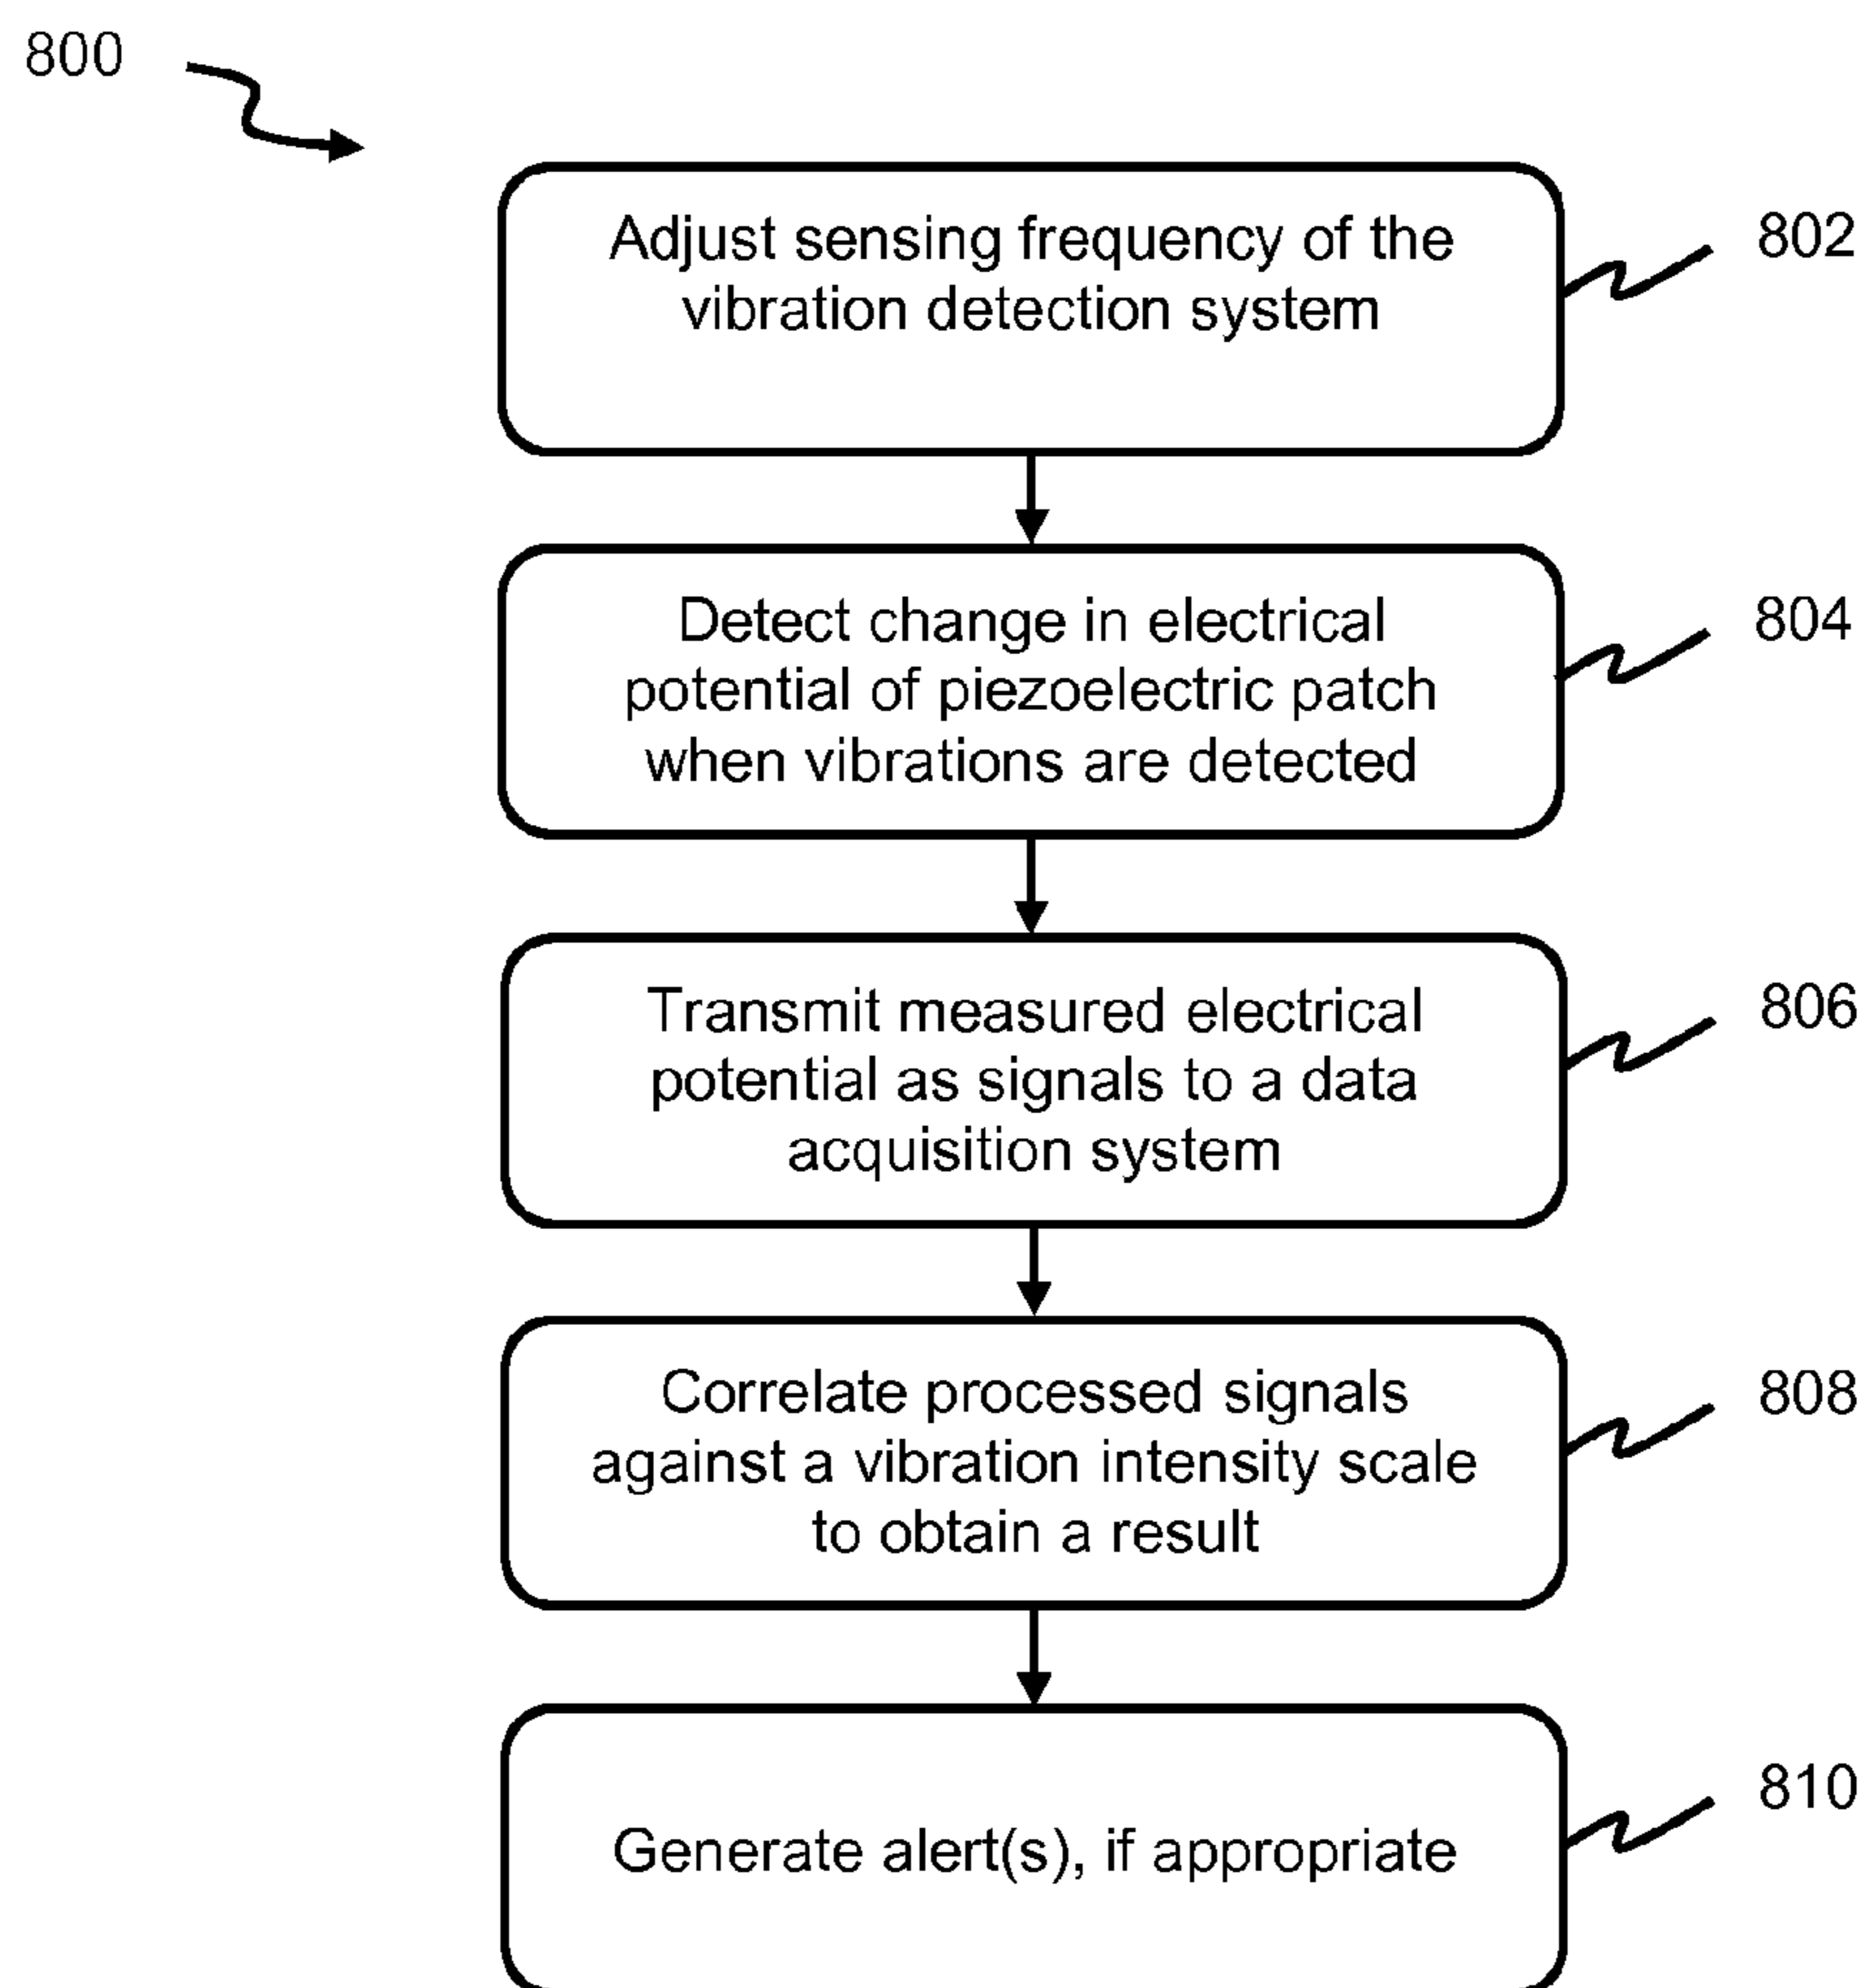 800
Adjust sensing frequency of the
vibration detection system
802
Detect change in electrical
potential of piezoelectric patch
when vibrations are detected
804
Transmit measured electrical
potential as signals to a data
acquisition system
806
Correlate processed signals
against a vibration intensity scale
to obtain a result
808
Generate alert(s), if appropriate
810